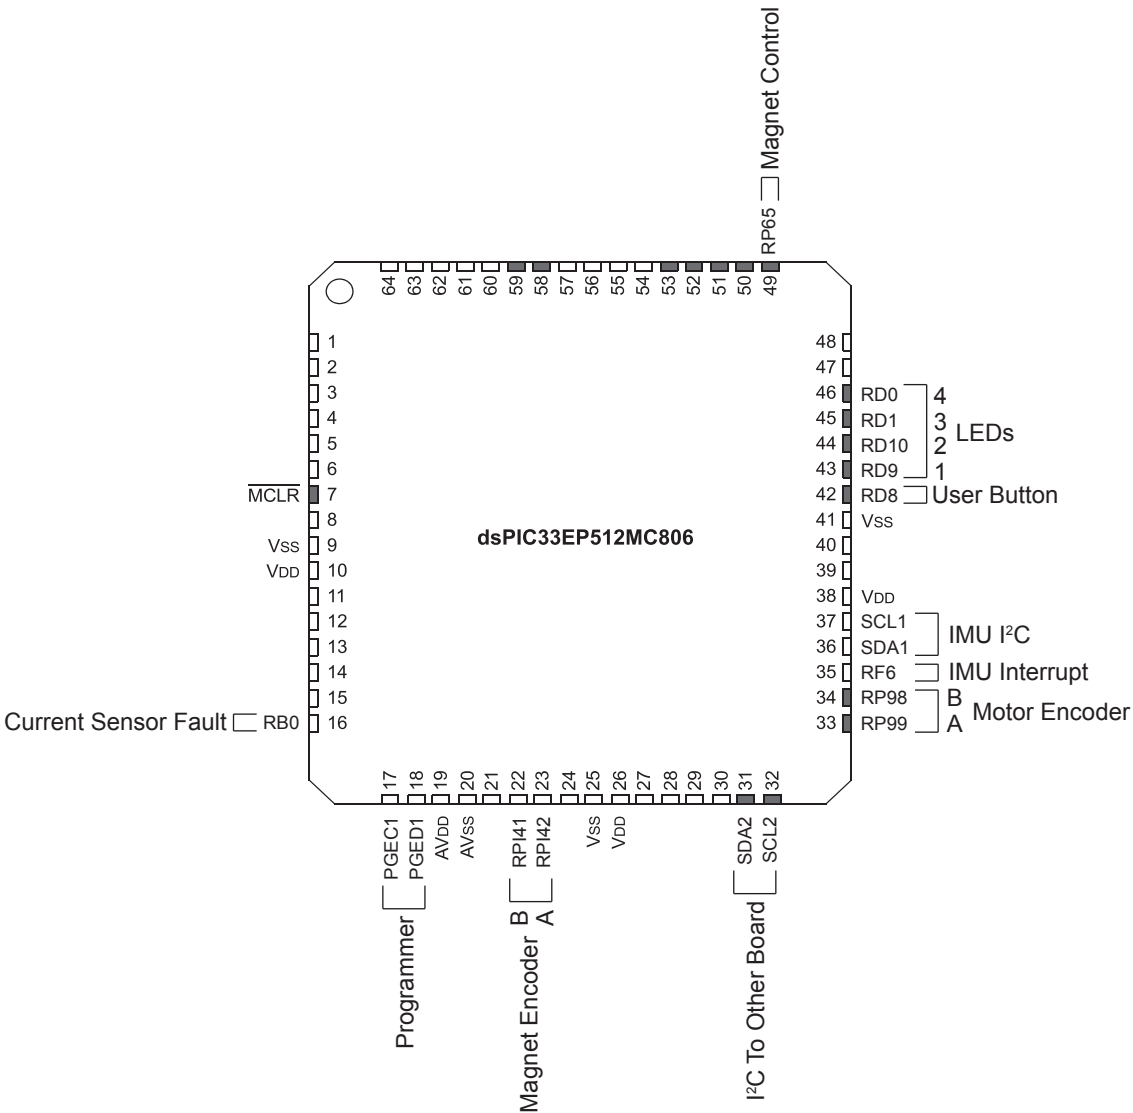 Magnet Control
RP65
64 63 62 61 60 59 58 57 56 55 54 53 52 51 50 49
1
2
3
4
5
6
MCLR 7
8
Vss 9
VDD 10
11
12
13
14
15
Current Sensor Fault RB0 16
dsPIC33EP512MC806
48
47
46 RD0 4
45 RD1 3
44 RD10 2
43 RD9 1
LEDs
42 RD8 User Button
41 Vss
40
39
38 VDD
37 SCL1
36 SDA1
IMU I²C
35 RF6 IMU Interrupt
34 RP98 B
33 RP99 A
Motor Encoder
17 18 19 20 21 22 23 24 25 26 27 28 29 30 31 32
PGEC1 PGED1 AVDD AVss RPI41 RPI42 Vss VDD SDA2 SCL2
Programmer
B A
Magnet Encoder
I²C To Other Board